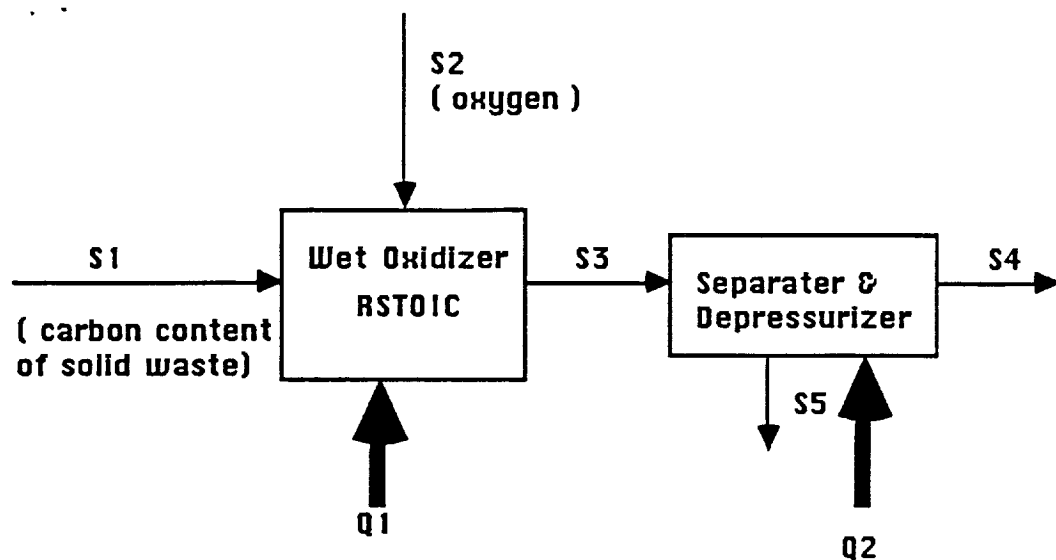 S2
( oxygen )
S1
( carbon content
of solid waste)
Wet Oxidizer
RSTOIC
S3
Separater &
Depressurizer
S4
S5
Q1
Q2